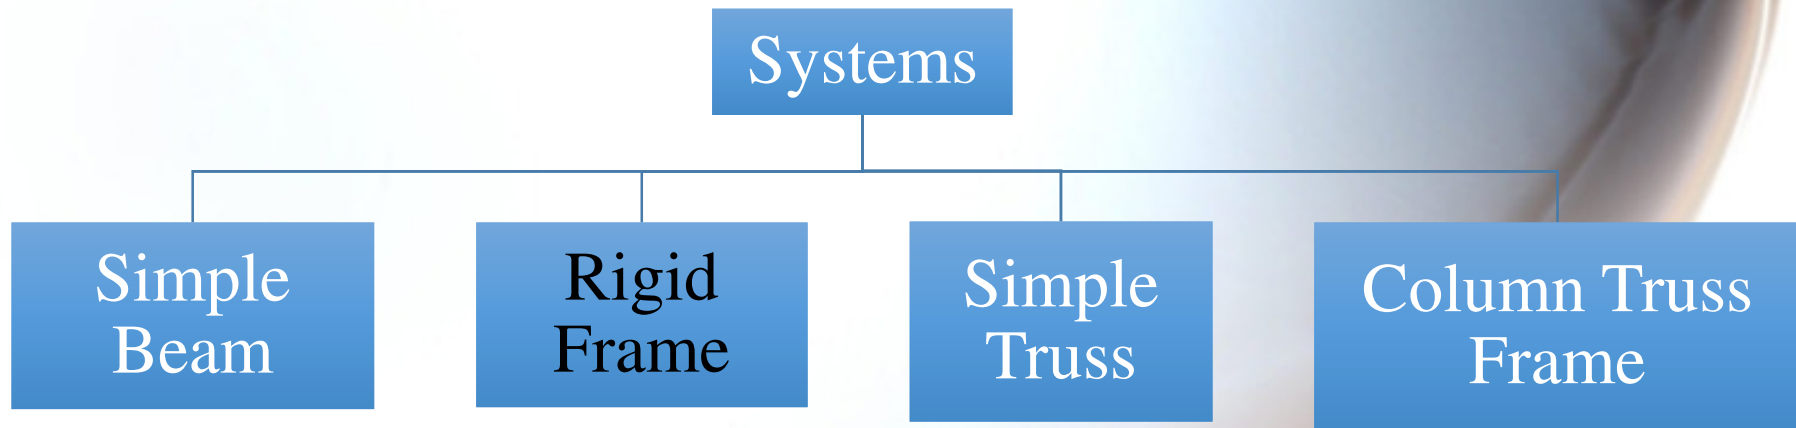 Systems
Simple
Beam
Rigid
Frame
Simple
Truss
Column Truss
Frame